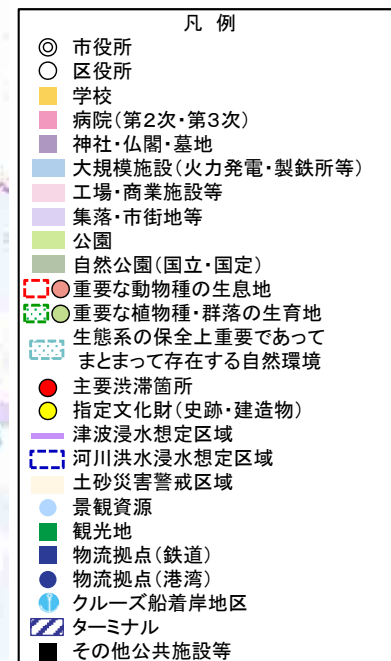 凡 例
市役所
区役所
学校
病院(第2次・第3次)
神社・仏閣・墓地
大規模施設(火力発電・製鉄所等)
工場・商業施設等
集落・市街地等
公園
自然公園(国立・国定)
重要な動物種の生息地
重要な植物種・群落の生育地
生態系の保全上重要であって
まとまって存在する自然環境
主要渋滞箇所
指定文化財(史跡・建造物)
津波浸水想定区域
河川洪水浸水想定区域
土砂災害警戒区域
景観資源
観光地
物流拠点(鉄道)
物流拠点(港湾)
クルーズ船着岸地区
ターミナル
その他公共施設等